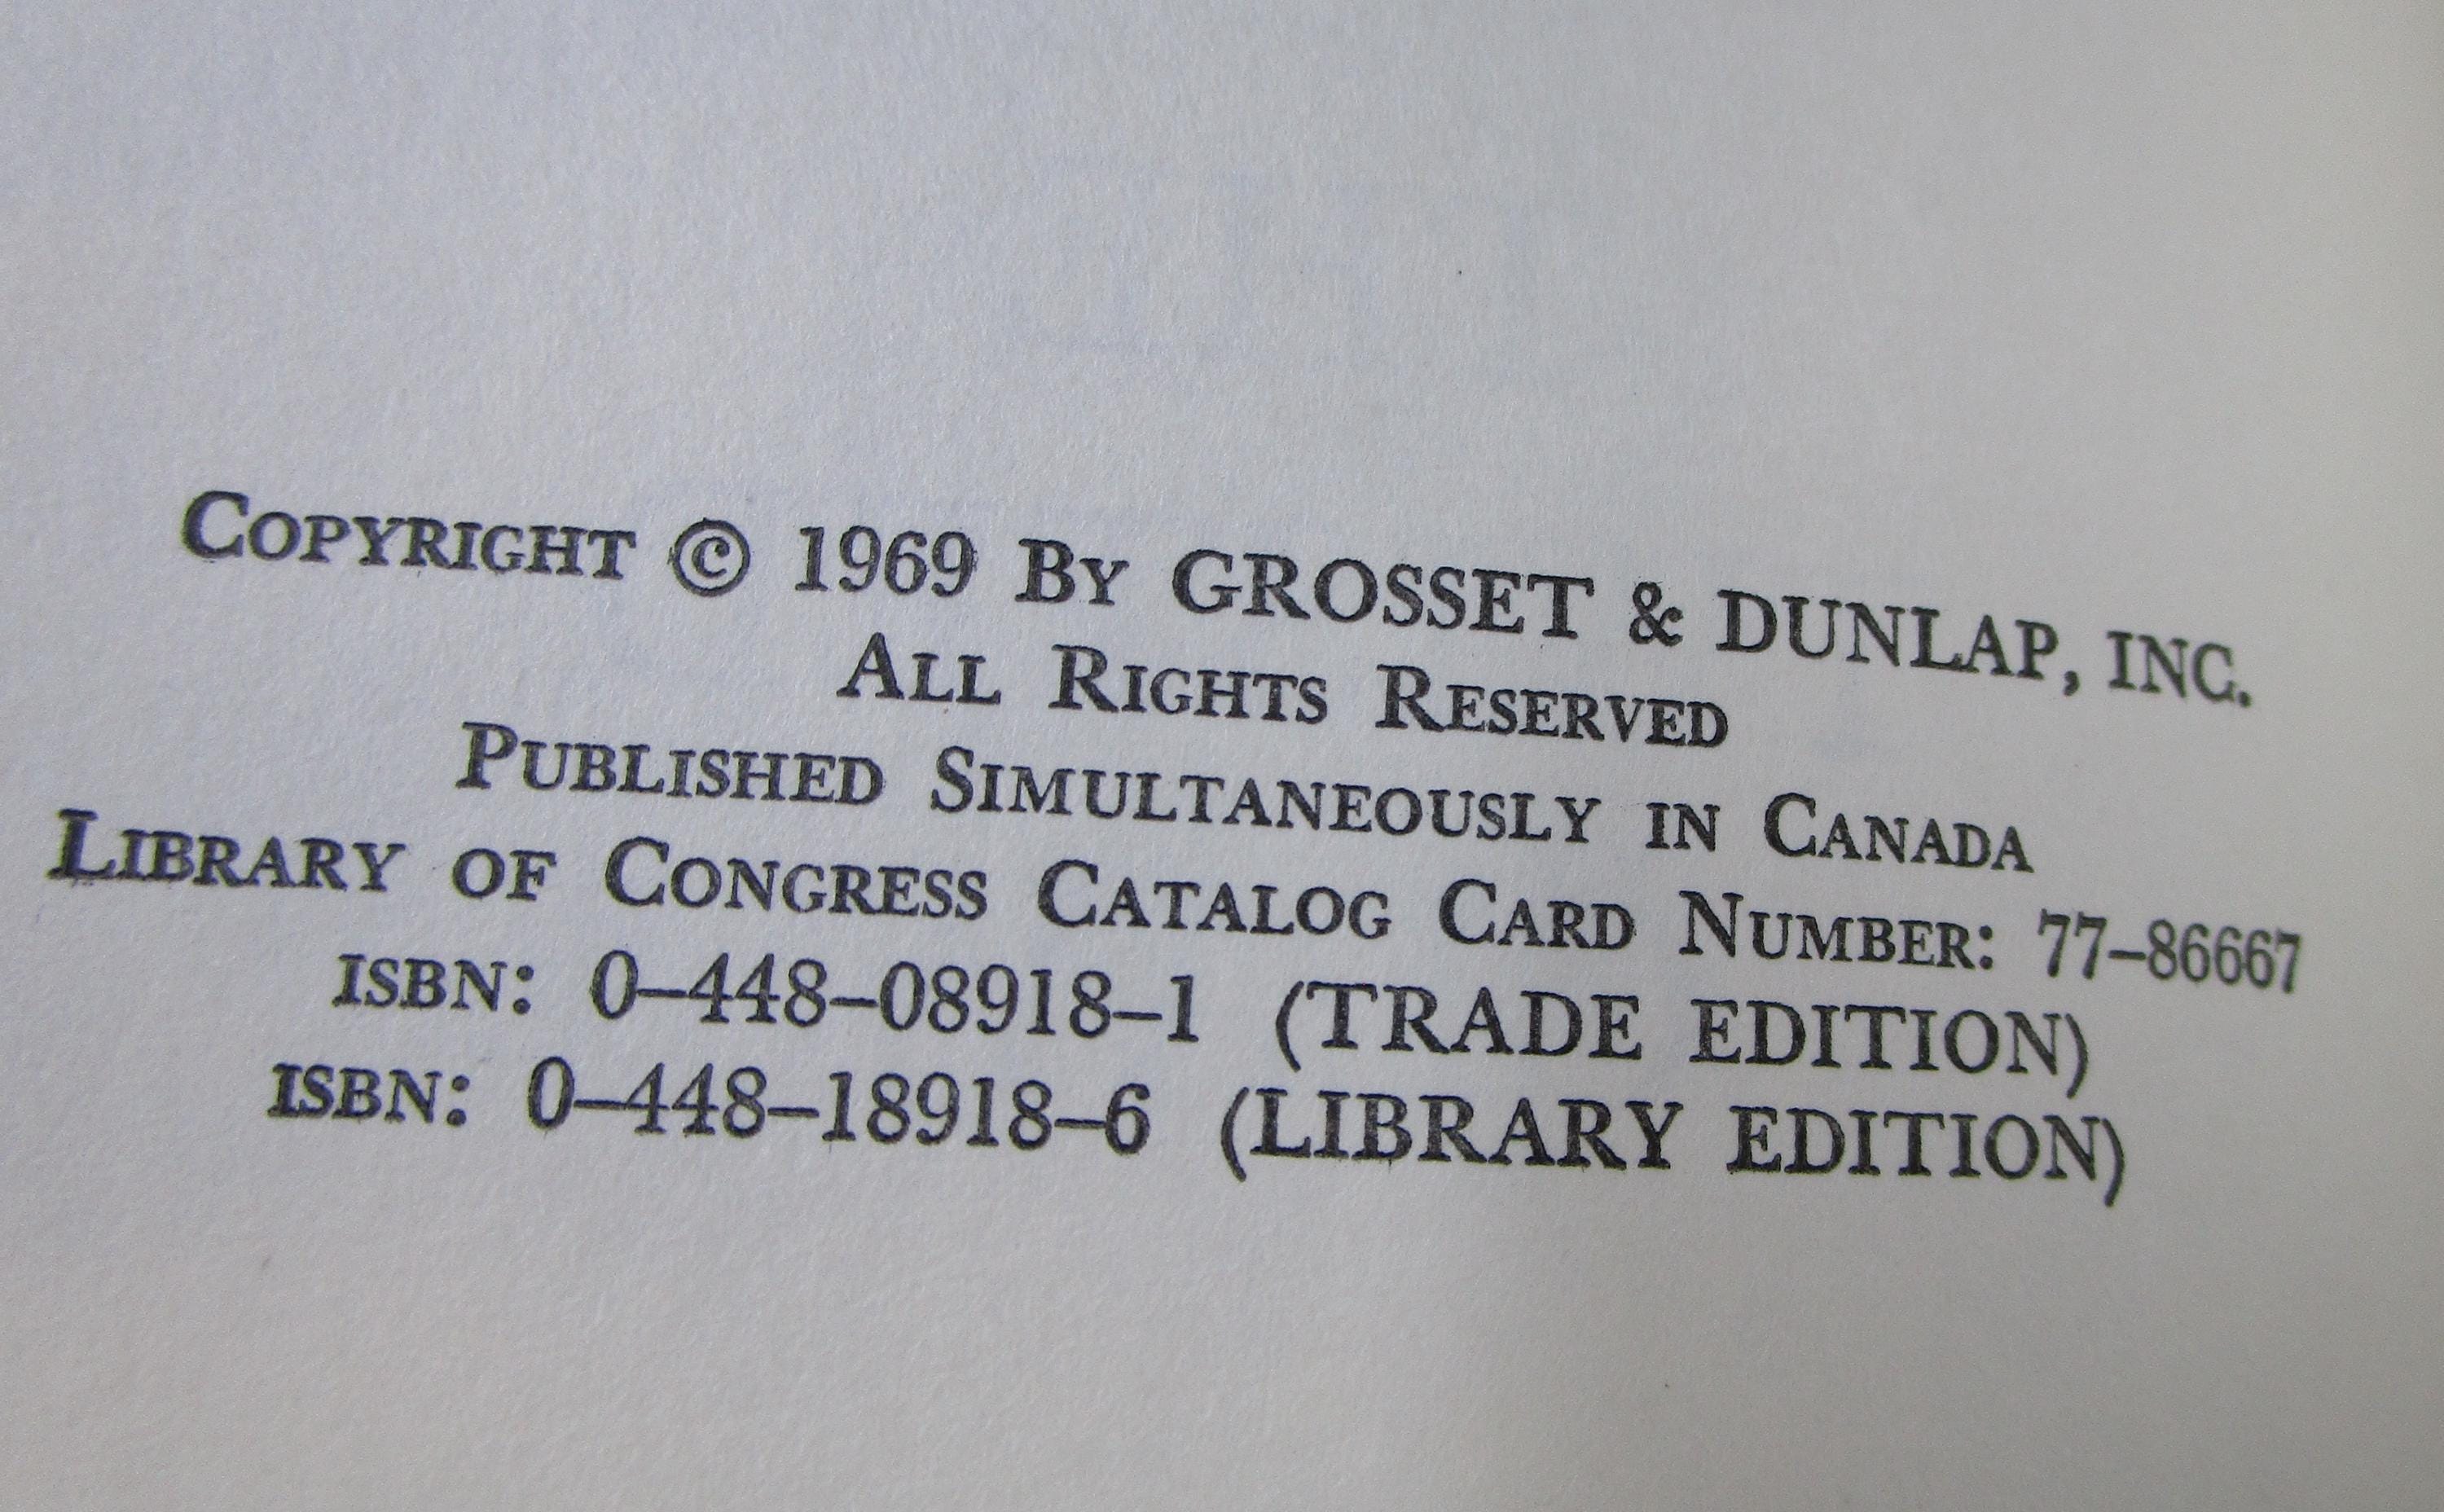 Copyright © 1969 By GROSSET & DUNLAP, INC.
All Rights Reserved
Published Simultaneously in Canada
Library of Congress Catalog Card Number: 77–86667
ISBN: 0–448–08918–1 (TRADE EDITION)
ISBN: 0–448–18918–6 (LIBRARY EDITION)